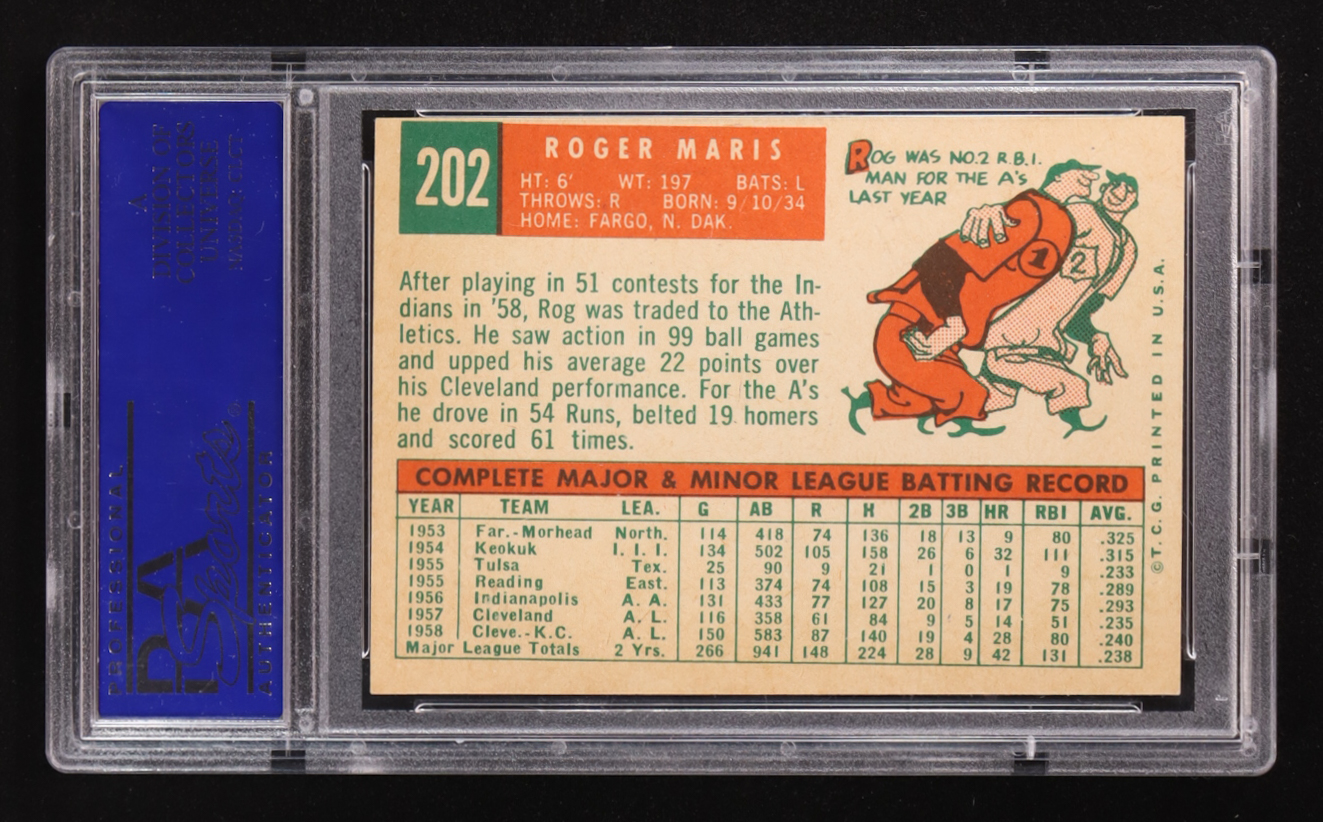 A
DIVISION OF
COLLECTORS
UNIVERSE
NASDAQ: CLCT
PROFESSIONAL
PSA
AUTHENTICATOR
202
ROGER MARIS
HT: 6' WT: 197 BATS: L
THROWS: R BORN: 9/10/34
HOME: FARGO, N. DAK.
ROG WAS NO.2 R.B.I.
MAN FOR THE A'S
LAST YEAR
1
2
After playing in 51 contests for the In-
dians in '58, Rog was traded to the Ath-
letics. He saw action in 99 ball games
and upped his average 22 points over
his Cleveland performance. For the A's
he drove in 54 Runs, belted 19 homers
and scored 61 times.
COMPLETE MAJOR & MINOR LEAGUE BATTING RECORD
YEAR TEAM LEA. G AB R H 2B 3B HR RBI AVG.
1953 Far.-Morhead North. 114 418 74 136 18 13 9 80 .325
1954 Keokuk I. I. I. 134 502 105 158 26 6 32 111 .315
1955 Tulsa Tex. 25 90 9 21 1 0 1 9 .233
1955 Reading East. 113 374 74 108 15 3 19 78 .289
1956 Indianapolis A. A. 131 433 77 127 20 8 17 75 .293
1957 Cleveland A. L. 116 358 61 84 9 5 14 51 .235
1958 Cleve.-K.C. A. L. 150 583 87 140 19 4 28 80 .240
Major League Totals 2 Yrs. 266 941 148 224 28 9 42 131 .238
©T. C. G. PRINTED IN U.S.A.